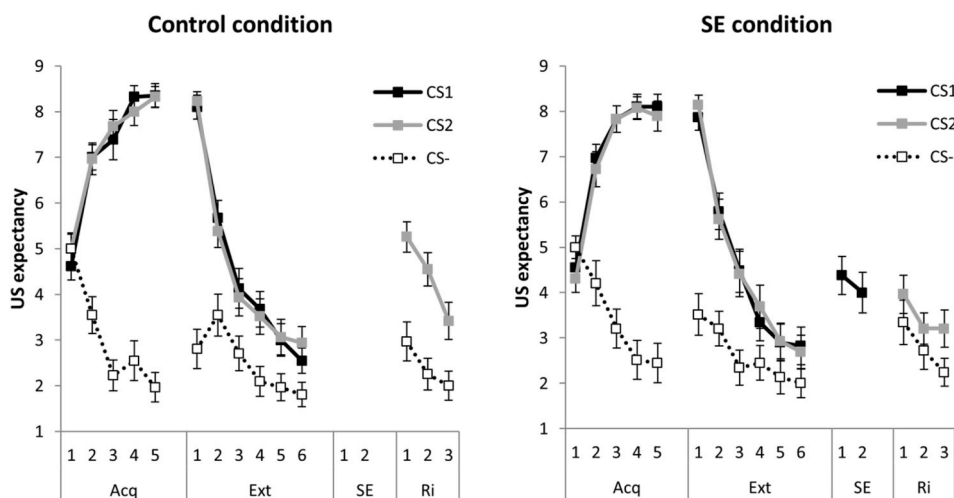 Control condition
9
8
7
6
5
4
3
2
1
US expectancy
CS1
CS2
CS-
1 2 3 4 5 1 2 3 4 5 6 1 2 1 2 3
Acq Ext SE Ri
SE condition
9
8
7
6
5
4
3
2
1
US expectancy
CS1
CS2
CS-
1 2 3 4 5 1 2 3 4 5 6 1 2 1 2 3
Acq Ext SE Ri